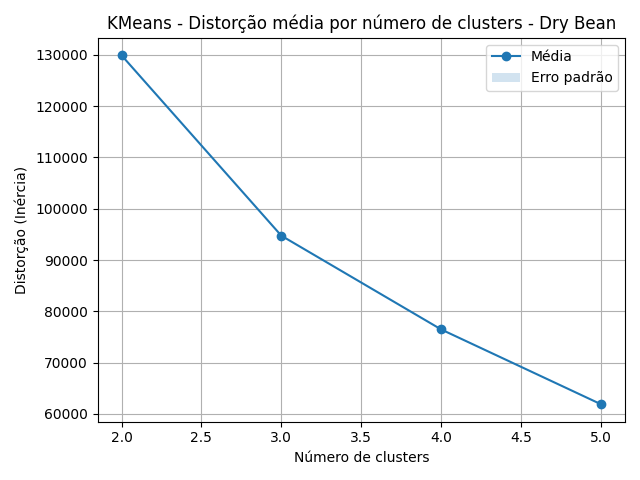 KMeans - Distorção média por número de clusters - Dry Bean
Média
Erro padrão
Distorção (Inércia)
130000
120000
110000
100000
90000
80000
70000
60000
2.0 2.5 3.0 3.5 4.0 4.5 5.0
Número de clusters